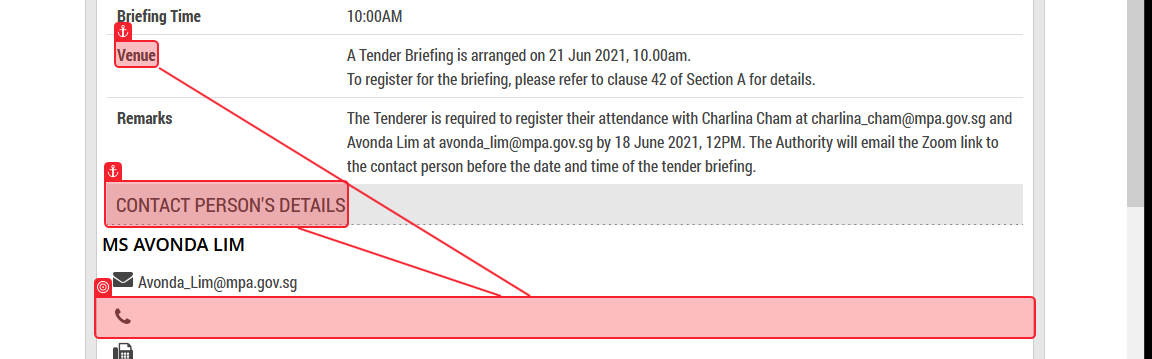 Briefing Time 10:00AM
Venue A Tender Briefing is arranged on 21 Jun 2021, 10.00am.
To register for the briefing, please refer to clause 42 of Section A for details.
Remarks The Tenderer is required to register their attendance with Charlina Cham at charlina_cham@mpa.gov.sg and
Avonda Lim at avonda_lim@mpa.gov.sg by 18 June 2021, 12PM. The Authority will email the Zoom link to
the contact person before the date and time of the tender briefing.
CONTACT PERSON'S DETAILS
MS AVONDA LIM
Avonda_Lim@mpa.gov.sg